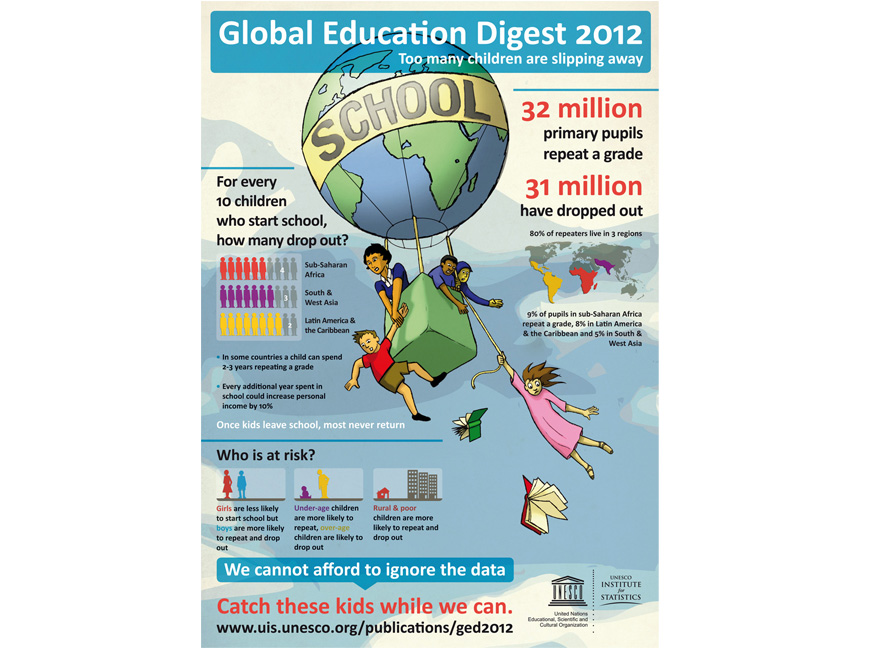 Global Education Digest 2012
Too many children are slipping away
SCHOOL
32 million
primary pupils
repeat a grade
31 million
have dropped out
80% of repeaters live in 3 regions
9% of pupils in sub-Saharan Africa
repeat a grade, 8% in Latin America
& the Caribbean and 5% in South &
West Asia
For every
10 children
who start school,
how many drop out?
4
Sub-Saharan
Africa
3
South &
West Asia
2
Latin America &
the Caribbean
• In some countries a child can spend
2-3 years repeating a grade
• Every additional year spent in
school could increase personal
income by 10%
Once kids leave school, most never return
Who is at risk?
Girls are less likely
to start school but
boys are more likely
to repeat and drop
out
Under-age children
are more likely to
repeat, over-age
children are likely to
drop out
Rural & poor
children are more
likely to repeat and
drop out
We cannot afford to ignore the data
Catch these kids while we can.
www.uis.unesco.org/publications/ged2012
UNESCO
United Nations
Educational, Scientific and
Cultural Organization
UNESCO
INSTITUTE
for
STATISTICS